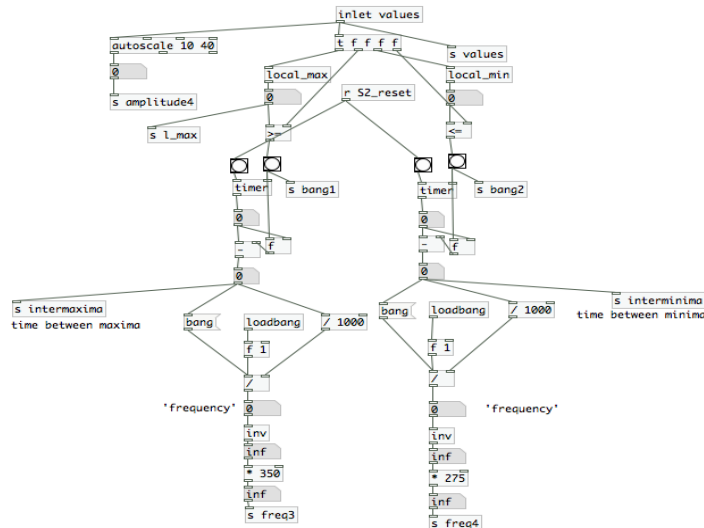 inlet values
autoscale 10 40
t f f f f
s values
0
local_max
local_min
0
r S2_reset
0
s amplitude4
s l_max
>=
<=
timer
s bang1
timer
s bang2
0
0
-
f
-
f
0
0
s intermaxima
s interminima
time between maxima
time between minima
bang
loadbang
/ 1000
bang
loadbang
/ 1000
f 1
f 1
/
/
'frequency'
0
0
'frequency'
inv
inv
inf
inf
* 350
* 275
inf
inf
s freq3
s freq4